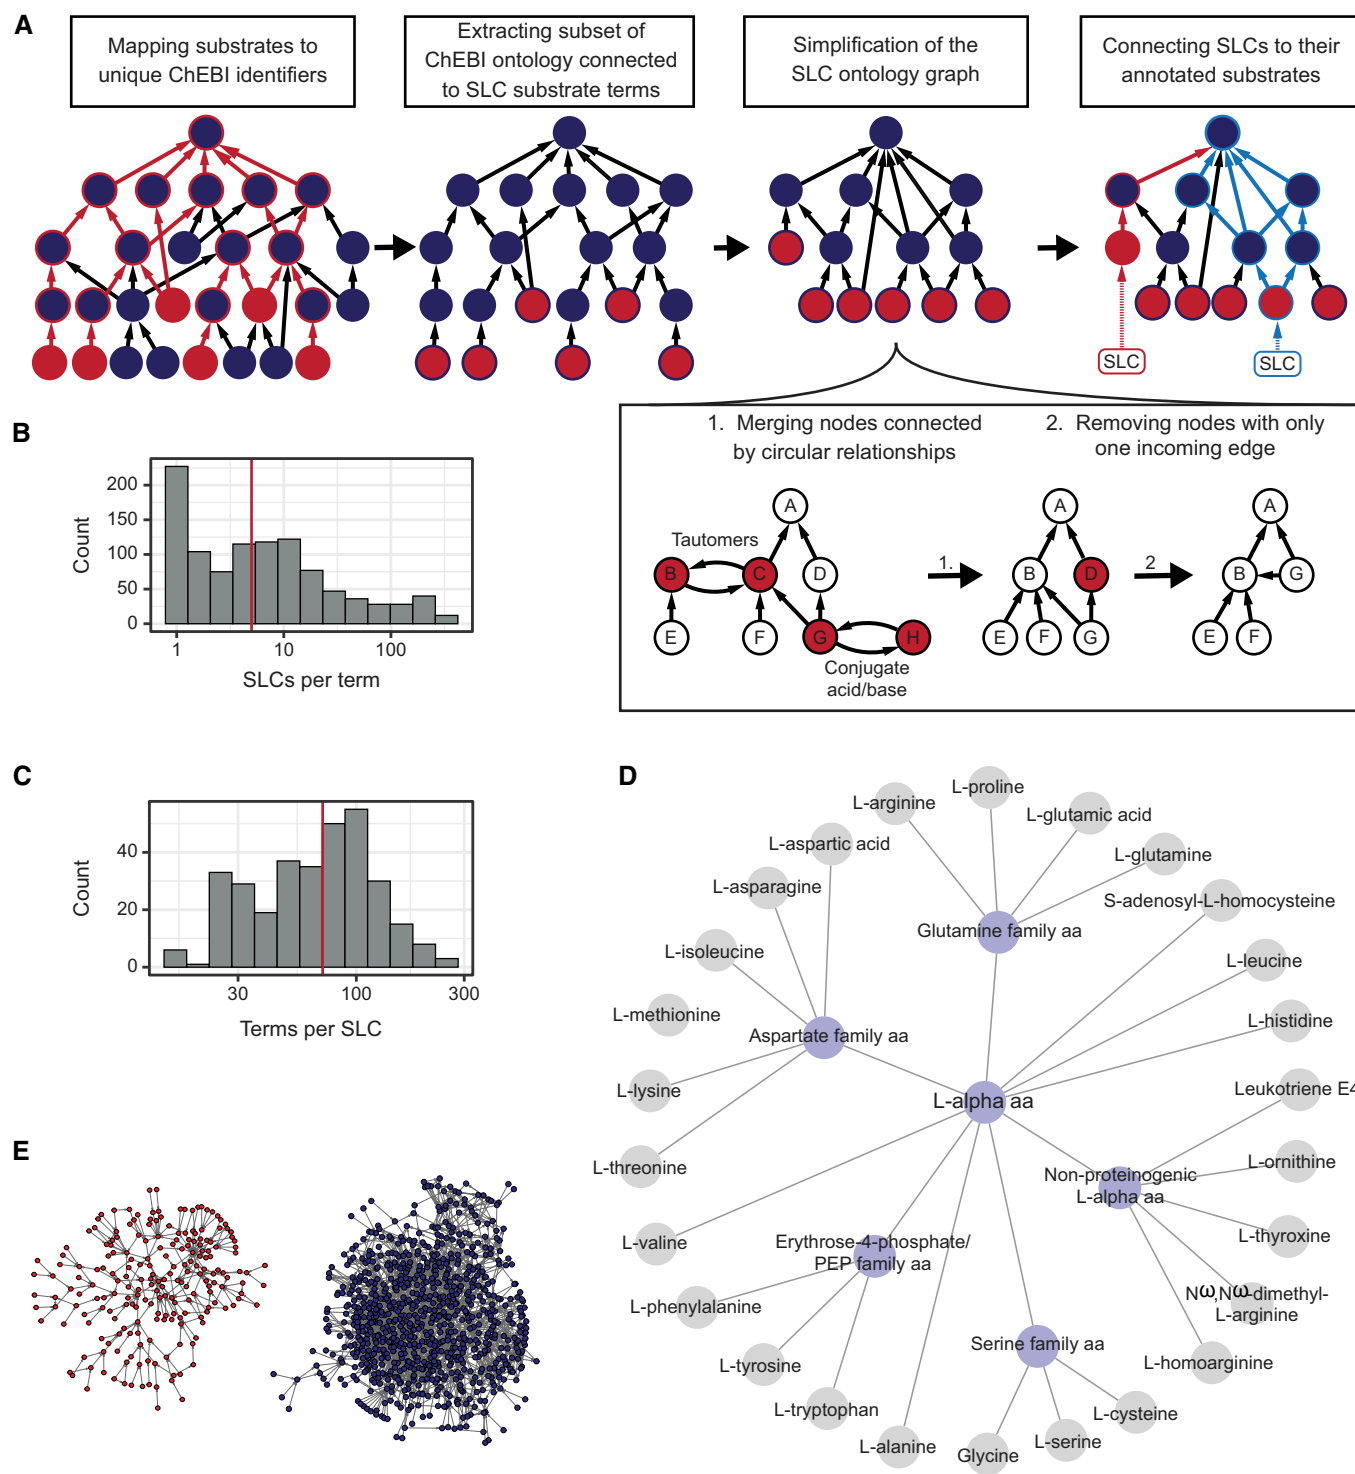 A
Mapping substrates to
unique ChEBI identifiers
Extracting subset of
ChEBI ontology connected
to SLC substrate terms
Simplification of the
SLC ontology graph
Connecting SLCs to their
annotated substrates
SLC
SLC
1. Merging nodes connected
by circular relationships
2. Removing nodes with only
one incoming edge
Tautomers
A
B
C
D
E
F
G
H
Conjugate
acid/base
1.
A
B
D
E
F
G
2
A
B
G
E
F
B
Count
200
150
100
50
0
1
10
100
SLCs per term
C
Count
40
20
0
30
100
300
Terms per SLC
D
L-proline
L-arginine
L-glutamic acid
L-aspartic acid
L-glutamine
L-asparagine
S-adenosyl-L-homocysteine
Glutamine family aa
L-isoleucine
L-leucine
L-methionine
L-histidine
Aspartate family aa
L-lysine
Leukotriene E4
L-alpha aa
L-threonine
L-ornithine
Non-proteinogenic
L-alpha aa
L-valine
L-thyroxine
Erythrose-4-phosphate/
PEP family aa
Nω,Nω-dimethyl-
L-arginine
L-phenylalanine
Serine family aa
L-homoarginine
L-tyrosine
L-tryptophan
L-cysteine
L-alanine
Glycine
L-serine
E